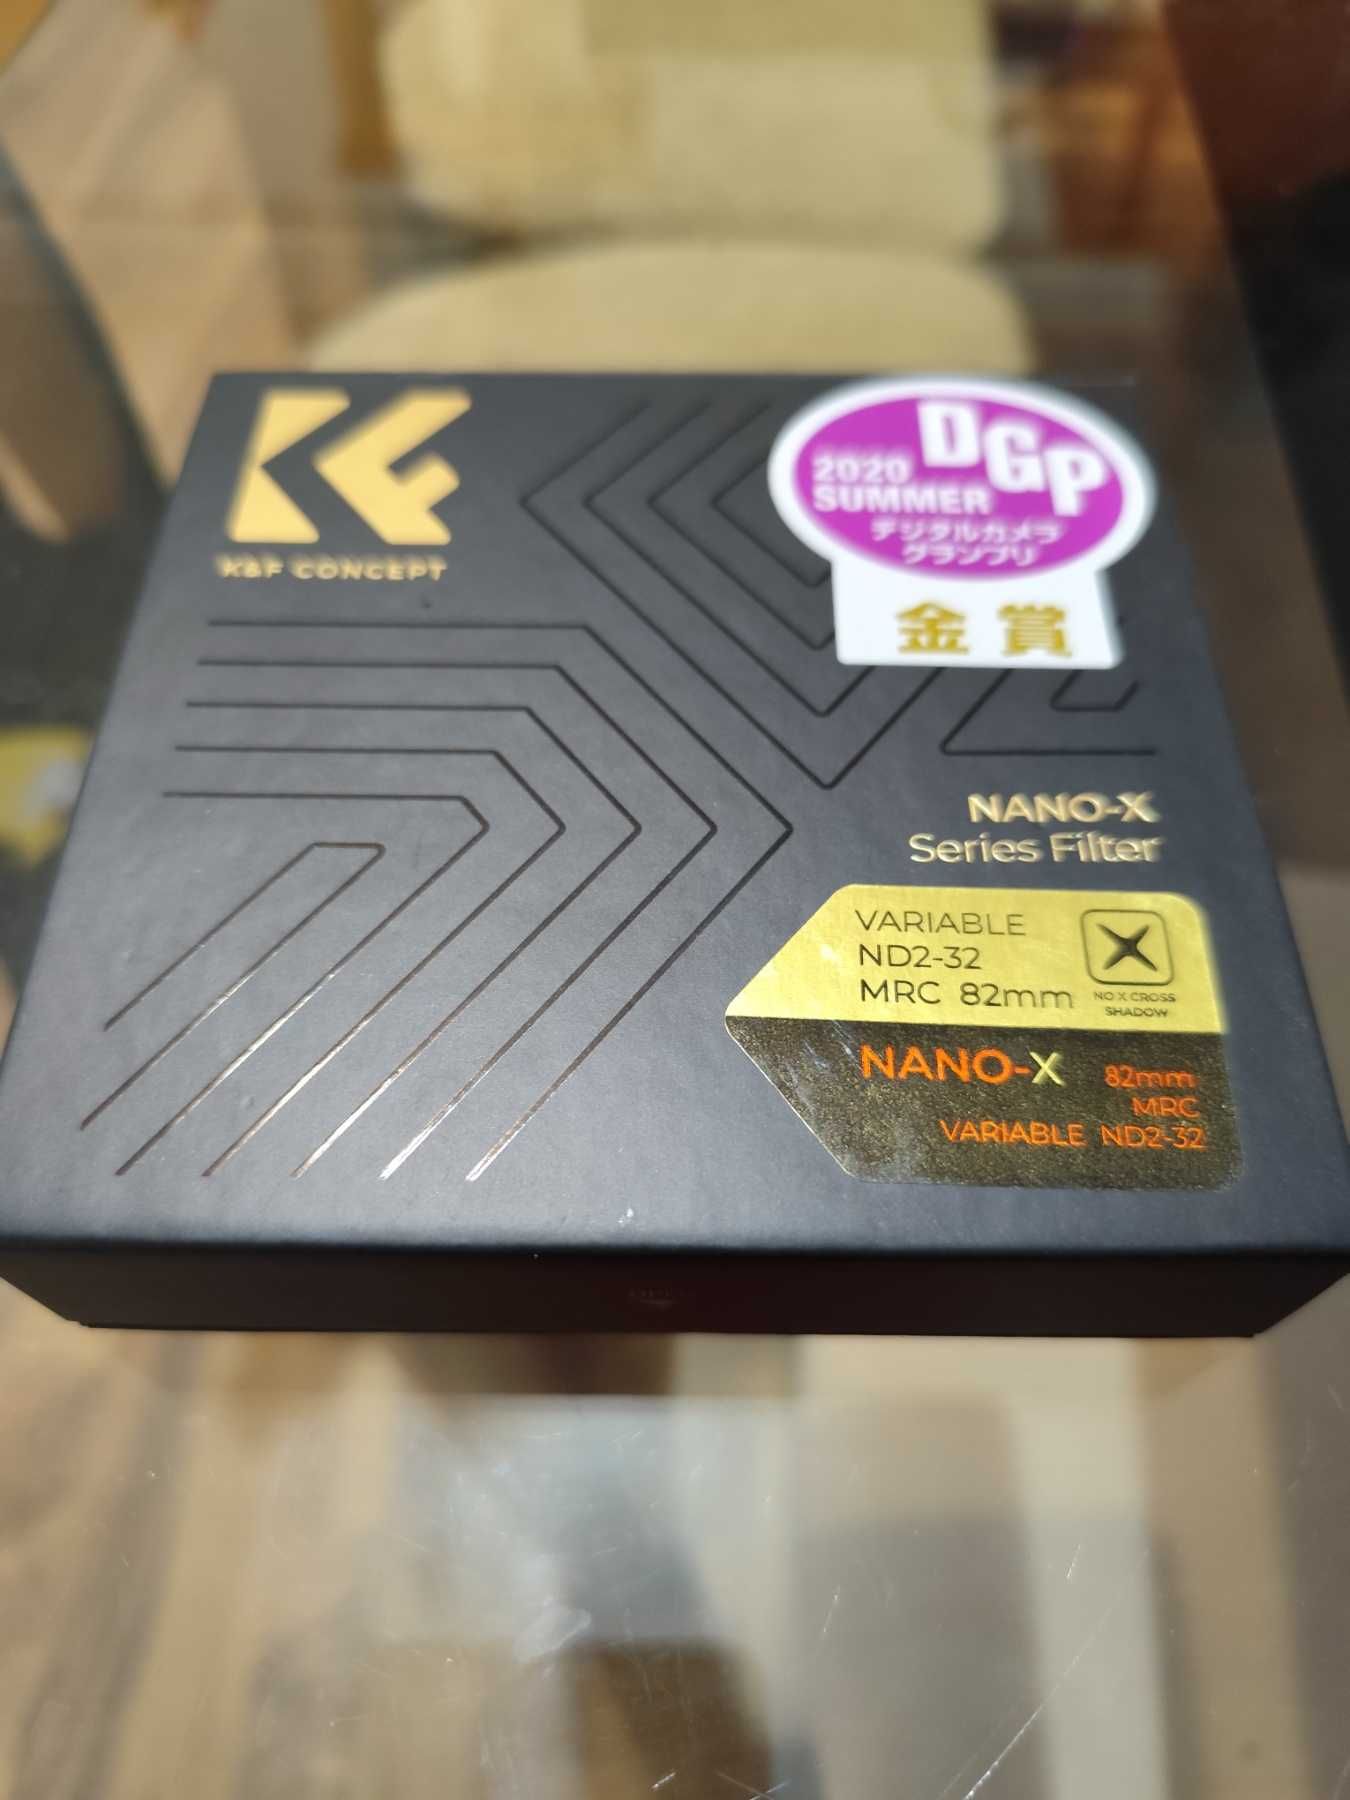 K&F CONCEPT
DGP
2020
SUMMER
デジタルカメラ
グランプリ
金賞
NANO-X
Series Filter
VARIABLE
ND2-32
MRC 82mm
NO X CROSS
SHADOW
NANO-X
82mm
MRC
VARIABLE ND2-32